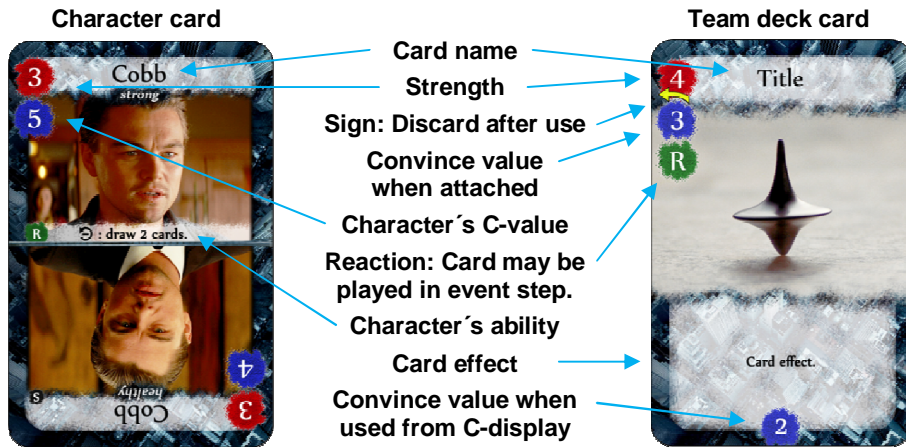 Character card
Team deck card
3
Cobb
strong
5
R
: draw 2 cards.
4
healthy
Cobb
3
S
Card name
Strength
Sign: Discard after use
Convince value
when attached
Character´s C-value
Reaction: Card may be
played in event step.
Character´s ability
Card effect
Convince value when
used from C-display
4
Title
3
R
Card effect.
2